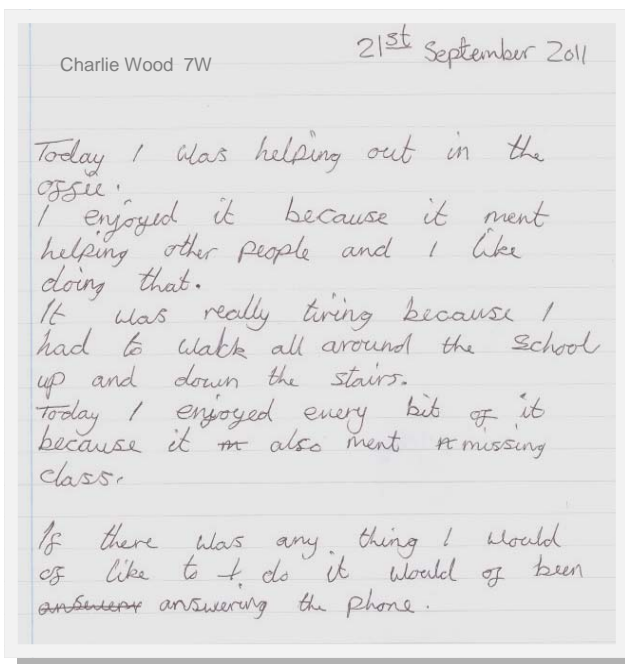 21st September 2011
Charlie Wood 7W
Today I was helping out in the
ossie.
I enjoyed it because it ment
helping other people and I like
doing that.
It was really tiring because I
had to walk all around the School
up and down the stairs.
Today I enjoyed every bit of it
because it also ment missing
class.
If there was any thing I would
of like to do it would of been
answering the phone.